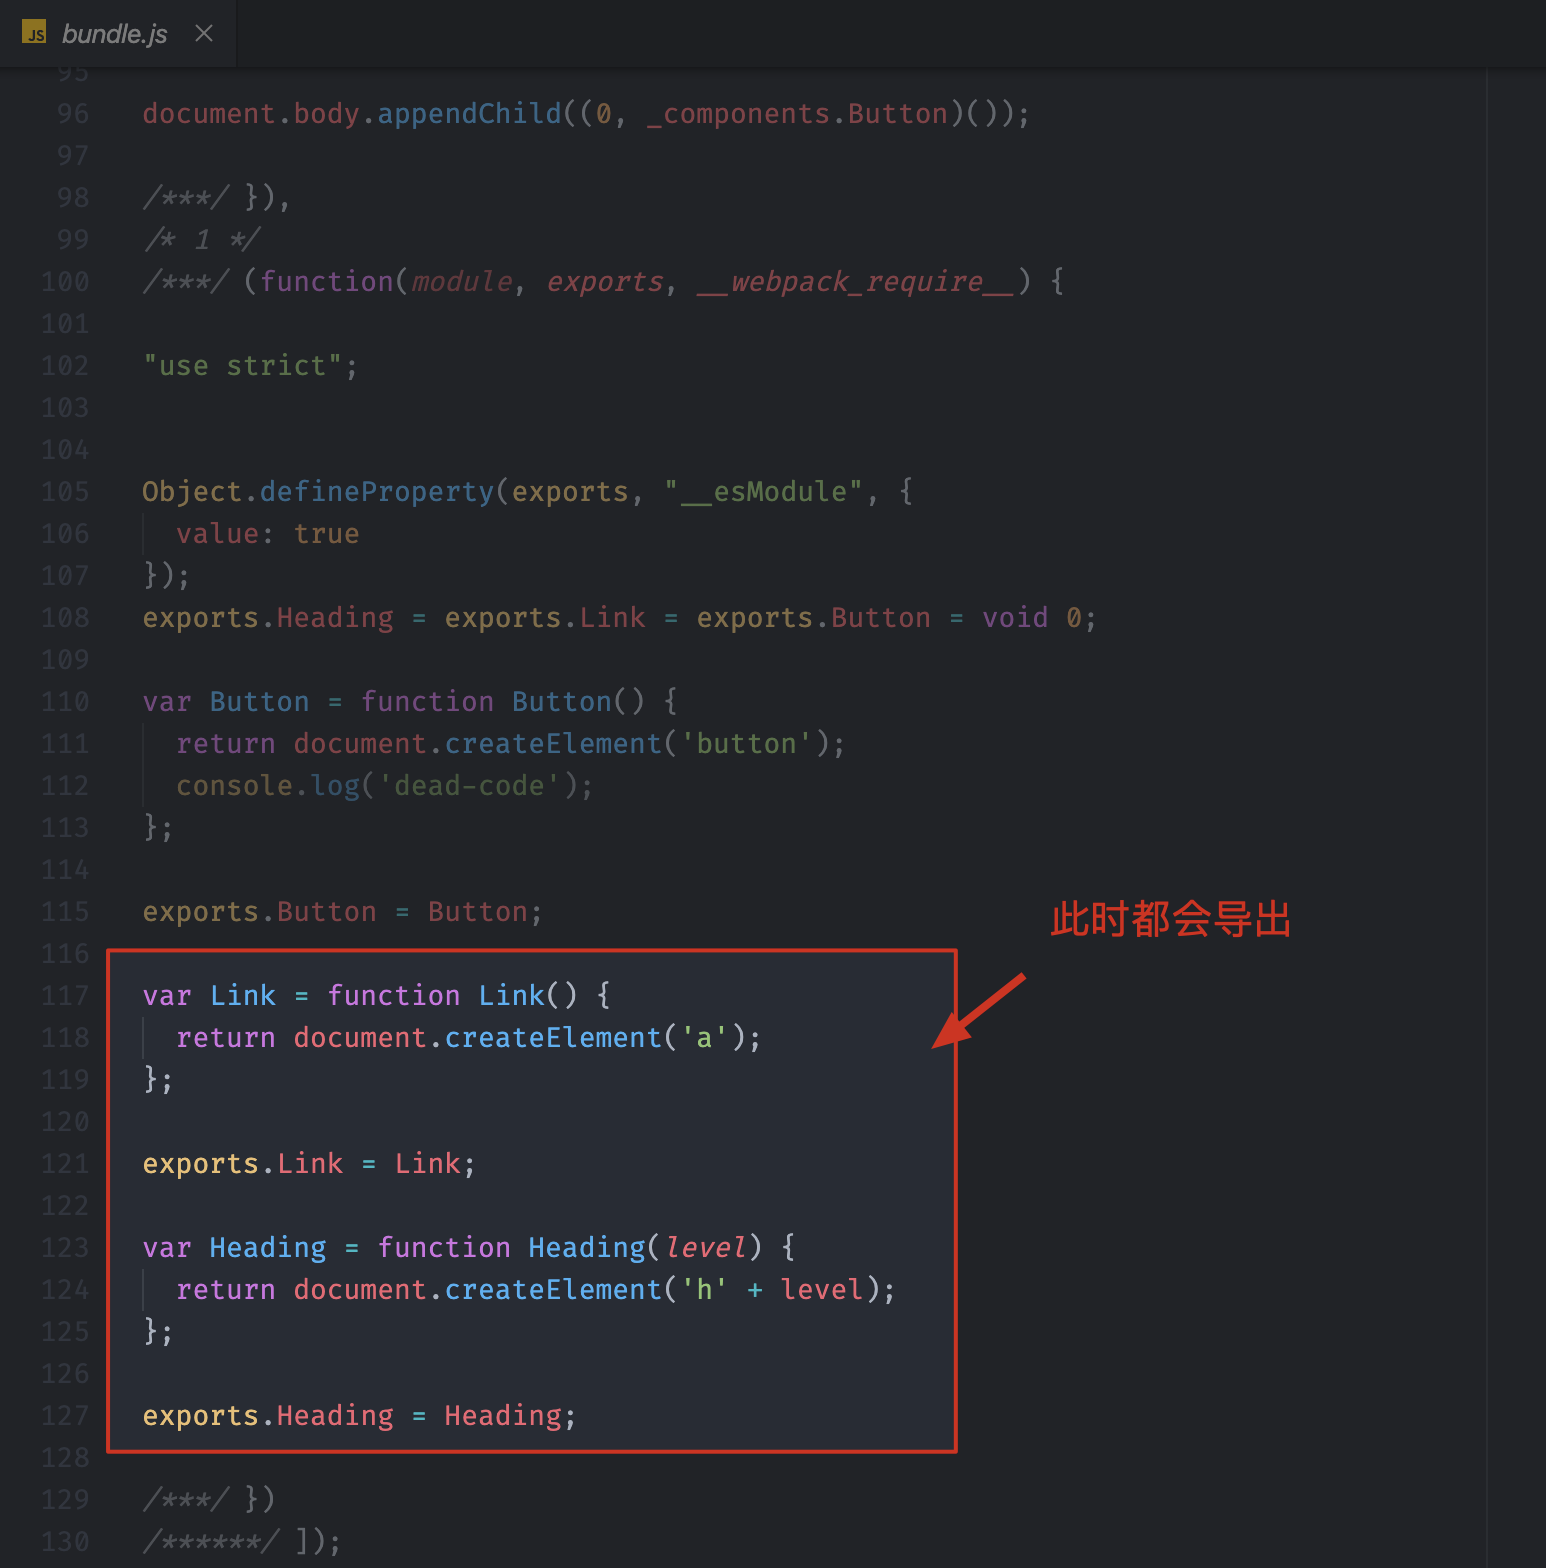 JS bundle.js
95
96 document.body.appendChild((0, _components.Button)());
97
98 /***/ }),
99 /* 1 */
100 /***/ (function(module, exports, __webpack_require__) {
101
102 "use strict";
103
104
105 Object.defineProperty(exports, "__esModule", {
106 value: true
107 });
108 exports.Heading = exports.Link = exports.Button = void 0;
109
110 var Button = function Button() {
111 return document.createElement('button');
112 console.log('dead-code');
113 };
114
115 exports.Button = Button;
此时都会导出
116
117 var Link = function Link() {
118 return document.createElement('a');
119 };
120
121 exports.Link = Link;
122
123 var Heading = function Heading(level) {
124 return document.createElement('h' + level);
125 };
126
127 exports.Heading = Heading;
128
129 /***/ })
130 /******/ ]);